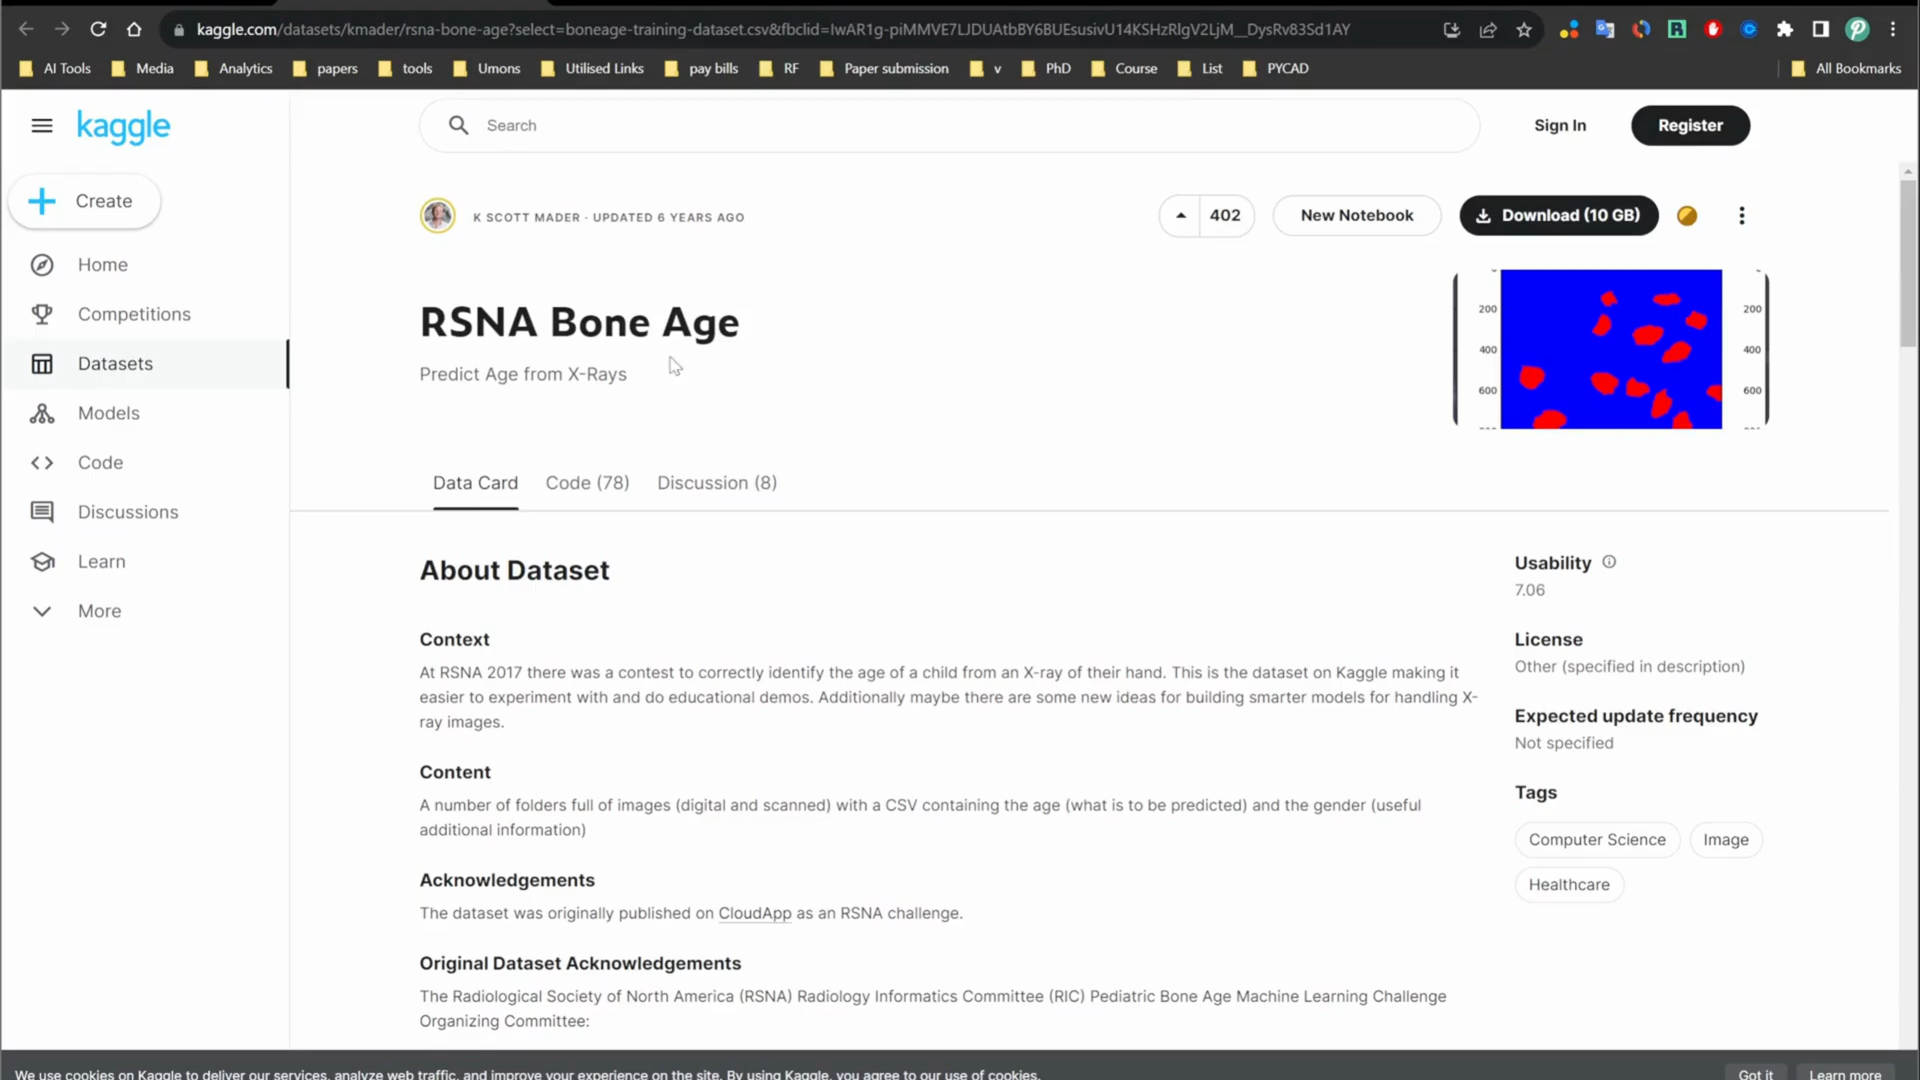 kaggle.com/datasets/kmader/rsna-bone-age?select=boneage-training-dataset.csv&fbclid=IwAR1g-piMMVE7LJDUAtbBY6BUEsusivU14KSHzRlgV2LjM__DysRv83Sd1AY
AI Tools Media Analytics papers tools Umons Utilised Links pay bills RF Paper submission v PhD Course List PYCAD All Bookmarks
kaggle
Search
Sign In
Register
Create
Home
Competitions
Datasets
Models
Code
Discussions
Learn
More
K SCOTT MADER · UPDATED 6 YEARS AGO
402
New Notebook
Download (10 GB)
RSNA Bone Age
Predict Age from X-Rays
200 200
400 400
600 600
Data Card Code (78) Discussion (8)
About Dataset
Context
At RSNA 2017 there was a contest to correctly identify the age of a child from an X-ray of their hand. This is the dataset on Kaggle making it
easier to experiment with and do educational demos. Additionally maybe there are some new ideas for building smarter models for handling X-
ray images.
Content
A number of folders full of images (digital and scanned) with a CSV containing the age (what is to be predicted) and the gender (useful
additional information)
Acknowledgements
The dataset was originally published on CloudApp as an RSNA challenge.
Original Dataset Acknowledgements
The Radiological Society of North America (RSNA) Radiology Informatics Committee (RIC) Pediatric Bone Age Machine Learning Challenge
Organizing Committee:
Usability
7.06
License
Other (specified in description)
Expected update frequency
Not specified
Tags
Computer Science Image
Healthcare
We use cookies on Kaggle to deliver our services, analyze web traffic, and improve your experience on the site. By using Kaggle, you agree to our use of cookies.
Got it Learn more